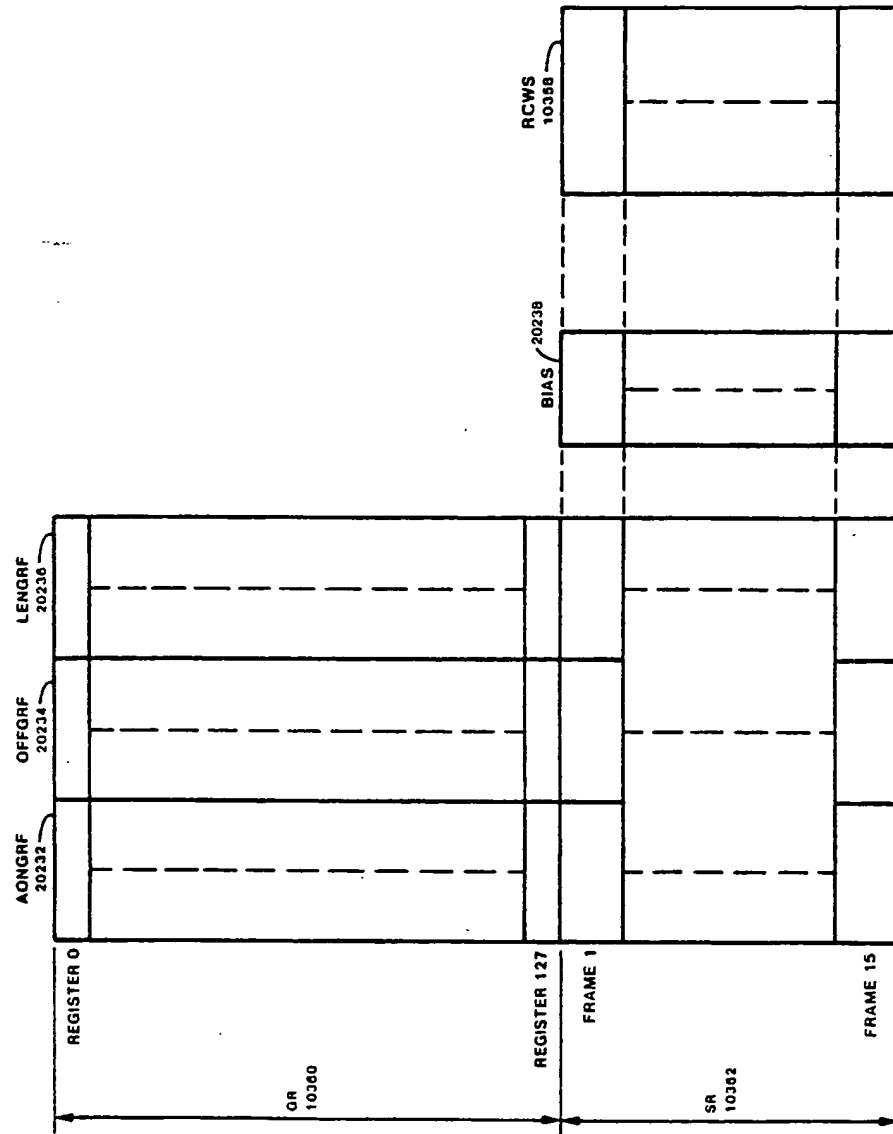 AONGRF
20232
OFFGRF
20234
LENGRF
20236
BIAS
20238
RCWS
10358
REGISTER 0
GR
10360
REGISTER 127
FRAME 1
SR
10362
FRAME 15